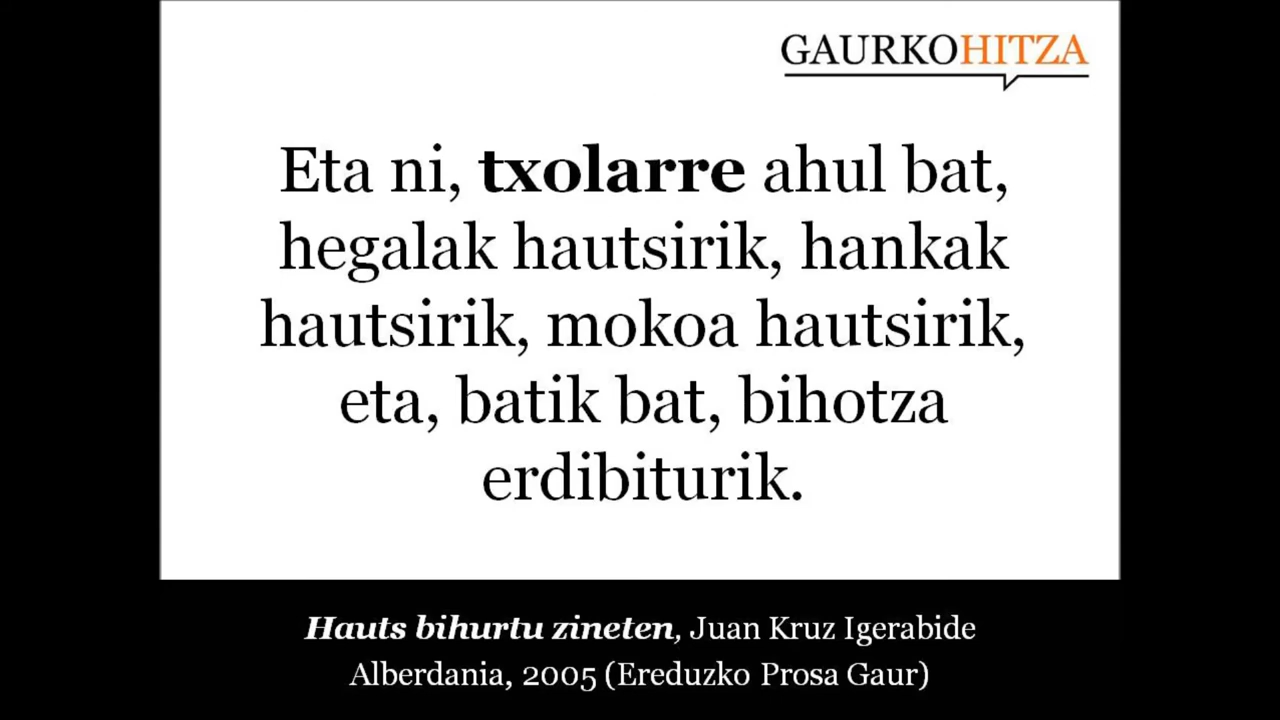 GAURKOHITZA
Eta ni, txolarre ahul bat,
hegalak hautsirik, hankak
hautsirik, mokoa hautsirik,
eta, batik bat, bihotza
erdibiturik.
Hauts bihurtu zineten, Juan Kruz Igerabide
Alberdania, 2005 (Ereduzko Prosa Gaur)